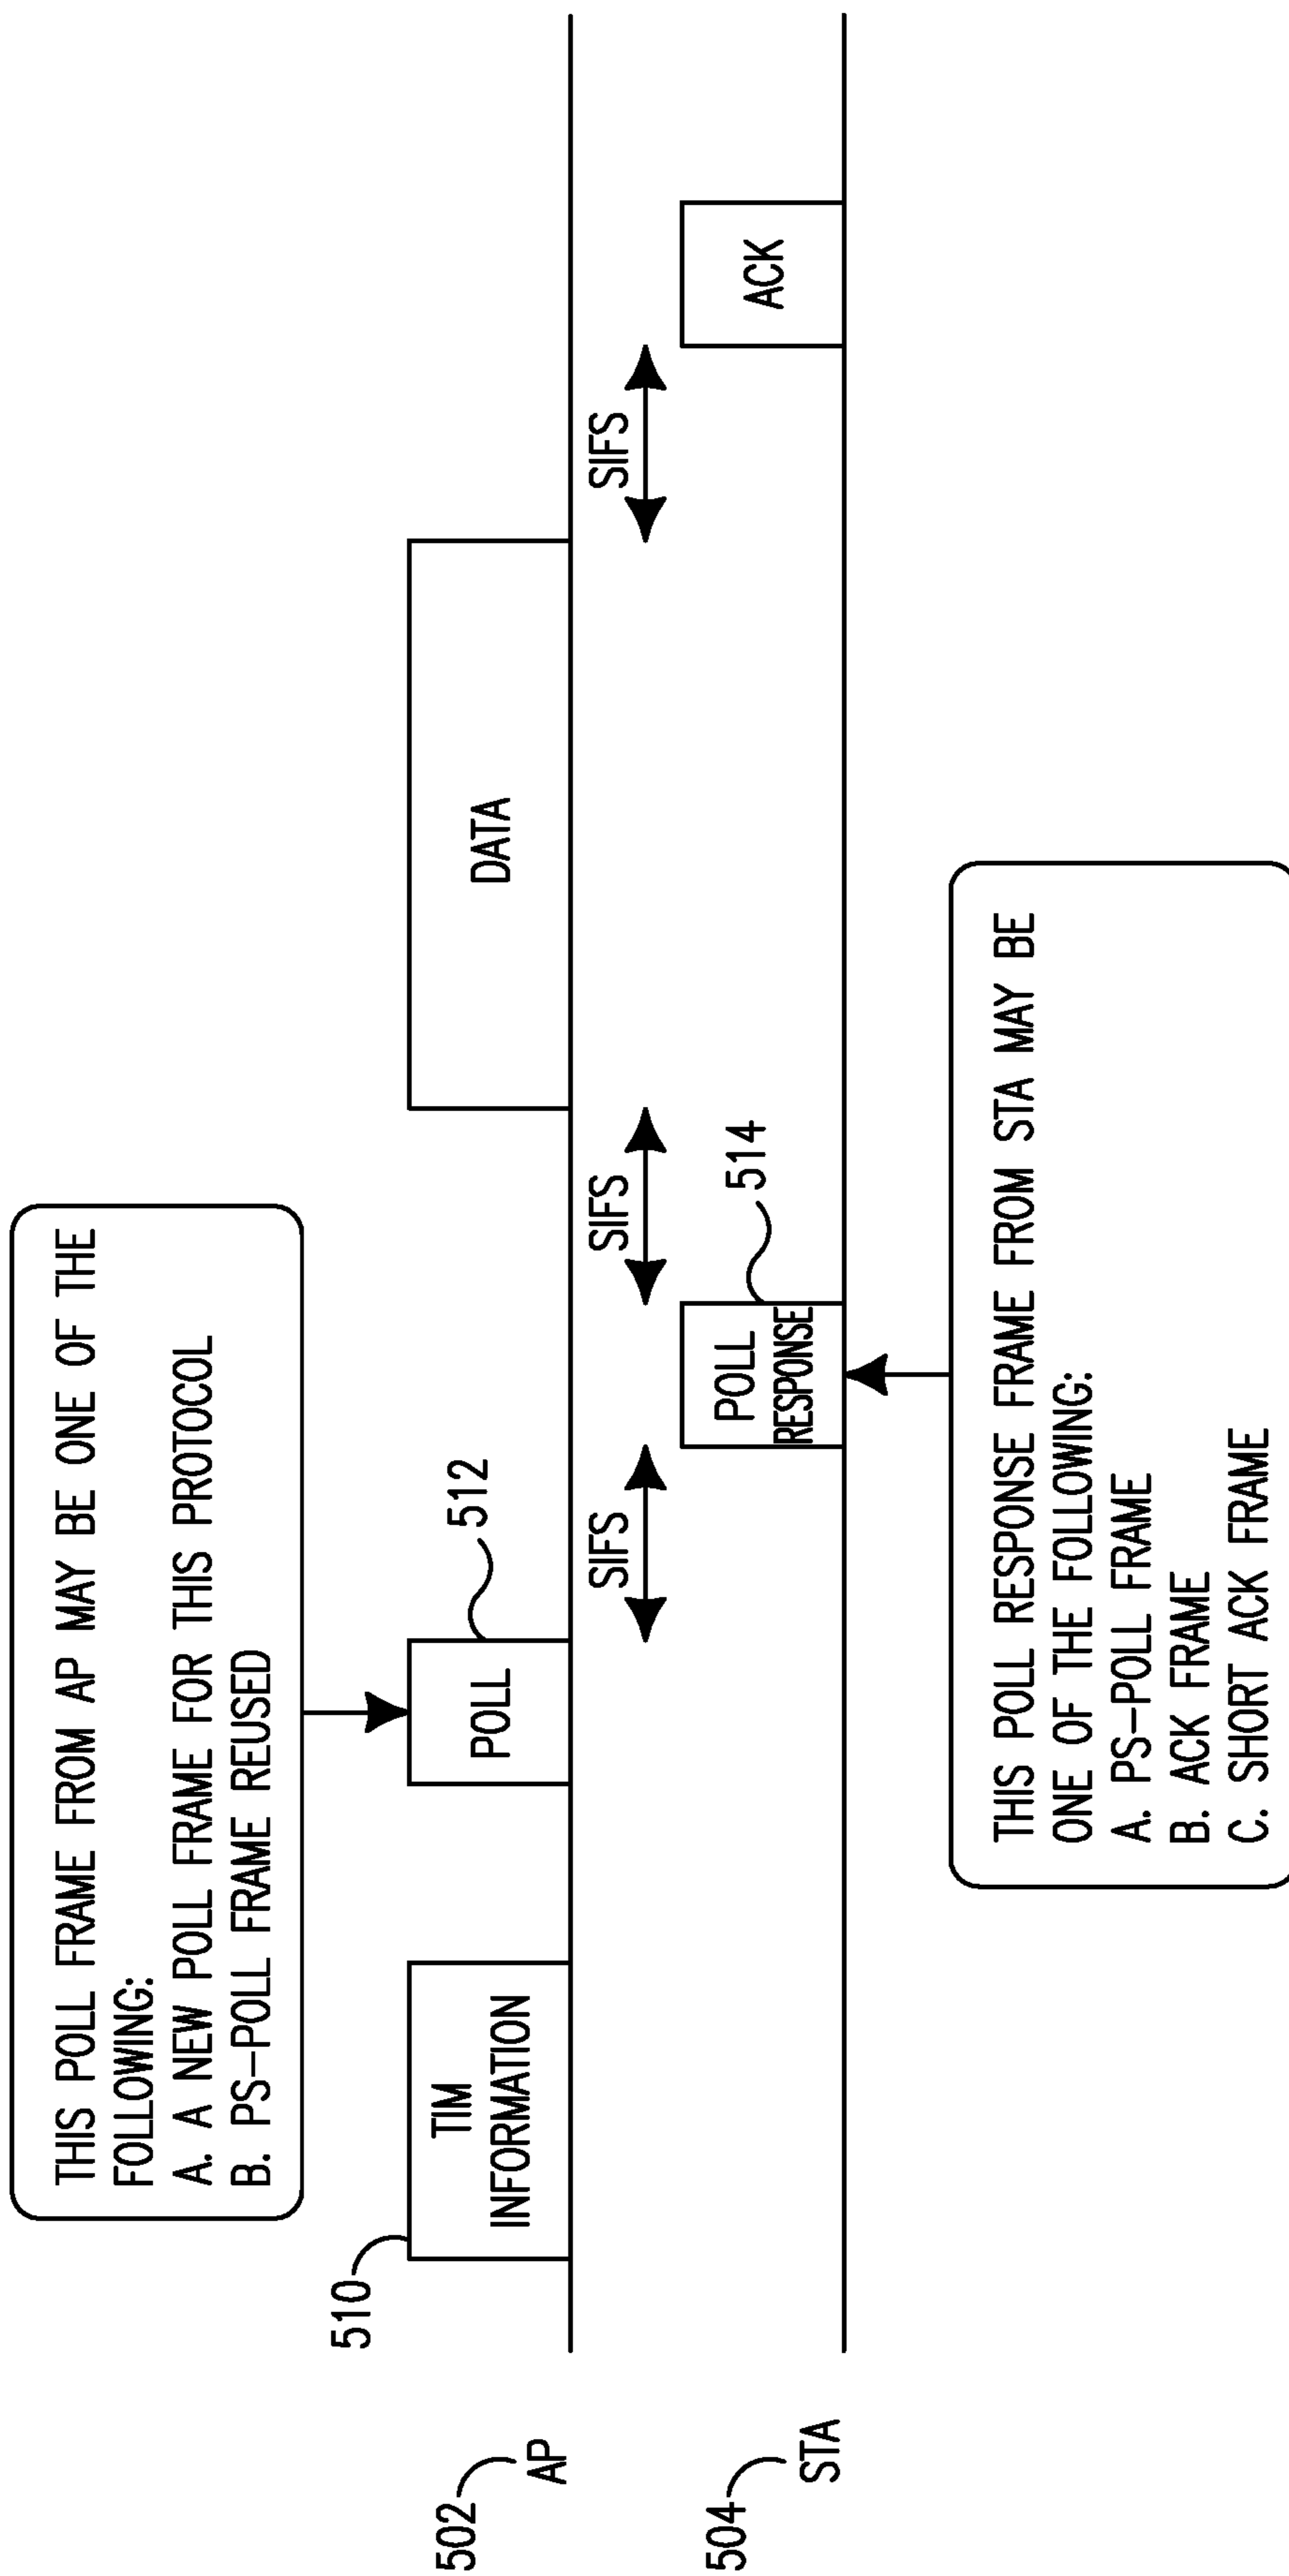 THIS POLL FRAME FROM AP MAY BE ONE OF THE
FOLLOWING:
A. A NEW POLL FRAME FOR THIS PROTOCOL
B. PS-POLL FRAME REUSED
510
TIM
INFORMATION
POLL
512
DATA
502
AP
SIFS
SIFS
SIFS
504
STA
POLL
RESPONSE
514
ACK
THIS POLL RESPONSE FRAME FROM STA MAY BE
ONE OF THE FOLLOWING:
A. PS-POLL FRAME
B. ACK FRAME
C. SHORT ACK FRAME